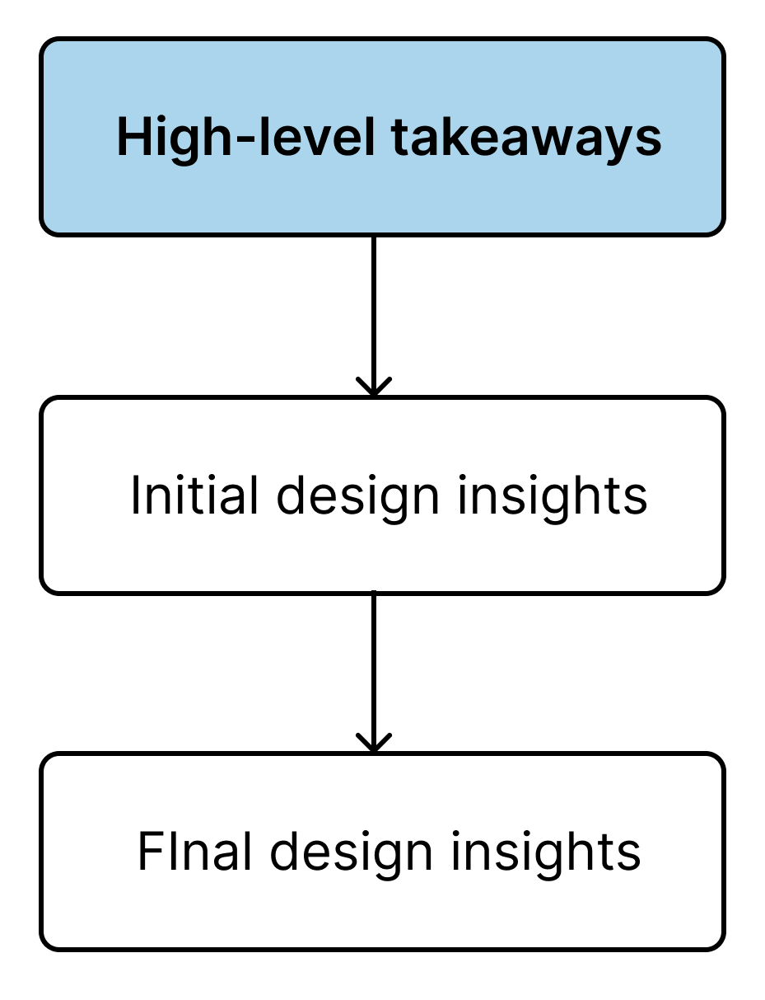 High-level takeaways
Initial design insights
FInal design insights